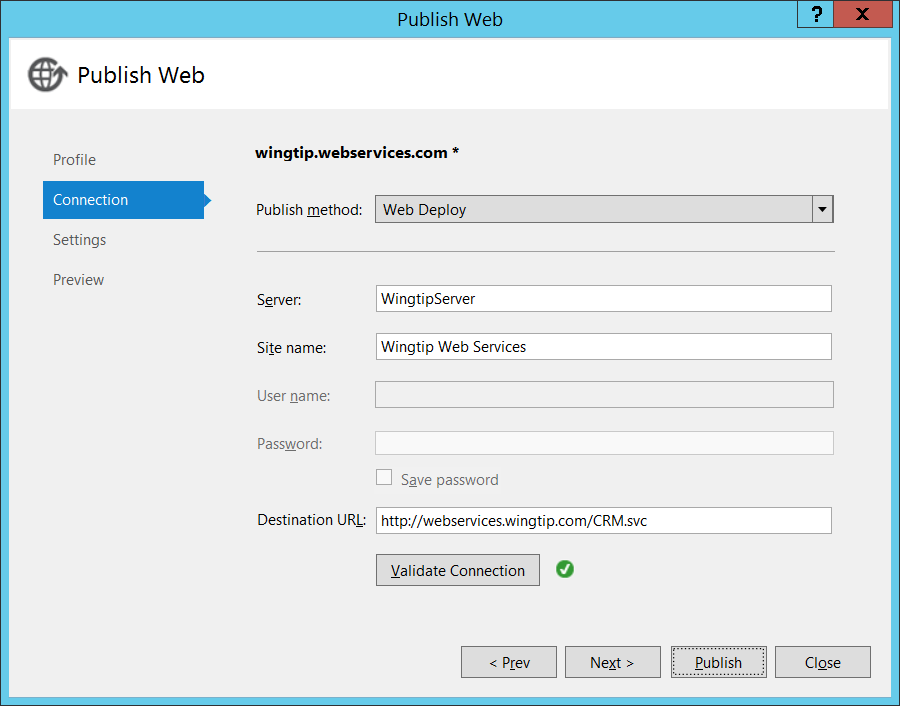 Publish Web
? X
Publish Web
Profile
Connection
Settings
Preview
wingtip.webservices.com *
Publish method: Web Deploy
Server: WingtipServer
Site name: Wingtip Web Services
User name:
Password:
Save password
Destination URL: http://webservices.wingtip.com/CRM.svc
Validate Connection
< Prev Next > Publish Close